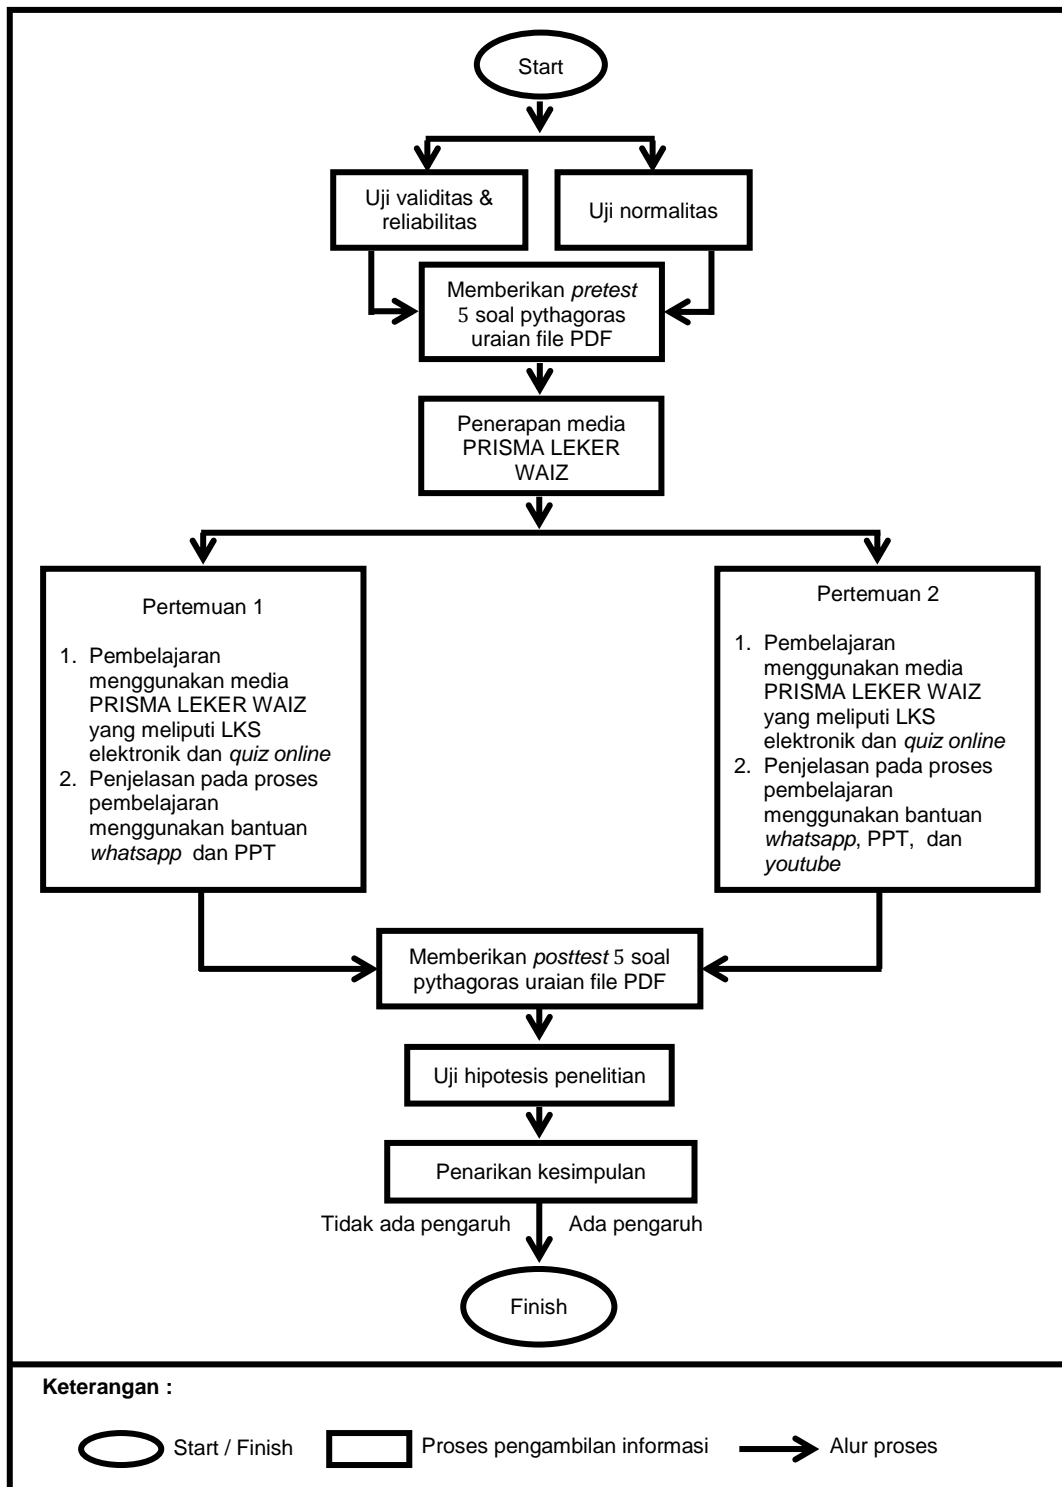 Start
Uji validitas &
reliabilitas
Uji normalitas
Memberikan pretest
5 soal pythagoras
uraian file PDF
Penerapan media
PRISMA LEKER
WAIZ
Pertemuan 1
1. Pembelajaran
menggunakan media
PRISMA LEKER WAIZ
yang meliputi LKS
elektronik dan quiz online
2. Penjelasan pada proses
pembelajaran
menggunakan bantuan
whatsapp dan PPT
Pertemuan 2
1. Pembelajaran
menggunakan media
PRISMA LEKER WAIZ
yang meliputi LKS
elektronik dan quiz online
2. Penjelasan pada proses
pembelajaran
menggunakan bantuan
whatsapp, PPT, dan
youtube
Memberikan posttest 5 soal
pythagoras uraian file PDF
Uji hipotesis penelitian
Penarikan kesimpulan
Tidak ada pengaruh
Ada pengaruh
Finish
Keterangan :
Start / Finish
Proses pengambilan informasi
Alur proses